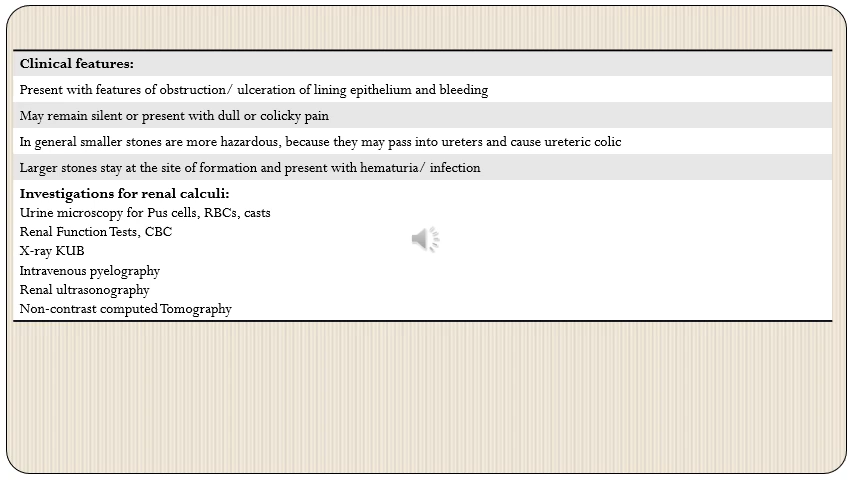 Clinical features:
Present with features of obstruction/ ulceration of lining epithelium and bleeding
May remain silent or present with dull or colicky pain
In general smaller stones are more hazardous, because they may pass into ureters and cause ureteric colic
Larger stones stay at the site of formation and present with hematuria/ infection
Investigations for renal calculi:
Urine microscopy for Pus cells, RBCs, casts
Renal Function Tests, CBC
X-ray KUB
Intravenous pyelography
Renal ultrasonography
Non-contrast computed Tomography